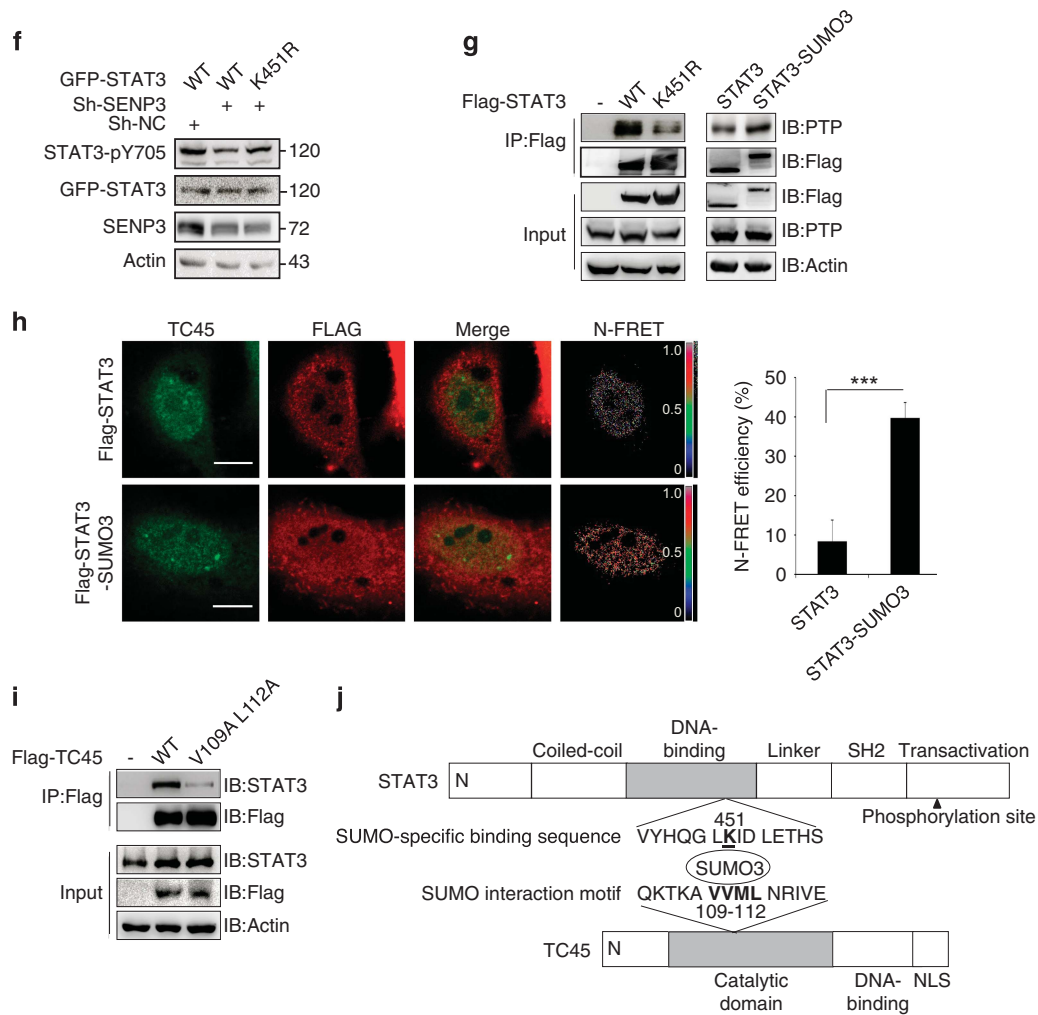 f
GFP-STAT3 WT WT K451R
Sh-SENP3 + +
Sh-NC +
STAT3-pY705 120
GFP-STAT3 120
SENP3 72
Actin 43
g
Flag-STAT3 - WT K451R STAT3 STAT3-SUMO3
IP:Flag IB:PTP
IB:Flag
Input IB:Flag
IB:PTP
IB:Actin
h
TC45 FLAG Merge N-FRET
Flag-STAT3
1.0
0.5
0
Flag-STAT3
-SUMO3
1.0
0.5
0
N-FRET efficiency (%)
50
40
30
20
10
0
***
STAT3 STAT3-SUMO3
i
Flag-TC45 - WT V109A L112A
IP:Flag IB:STAT3
IB:Flag
Input IB:STAT3
IB:Flag
IB:Actin
j
Coiled-coil DNA-
binding Linker SH2 Transactivation
STAT3 N
Phosphorylation site
451
SUMO-specific binding sequence VYHQG LKID LETHS
SUMO3
SUMO interaction motif QKTKA VVML NRIVE
109-112
TC45 N
Catalytic
domain DNA-
binding NLS